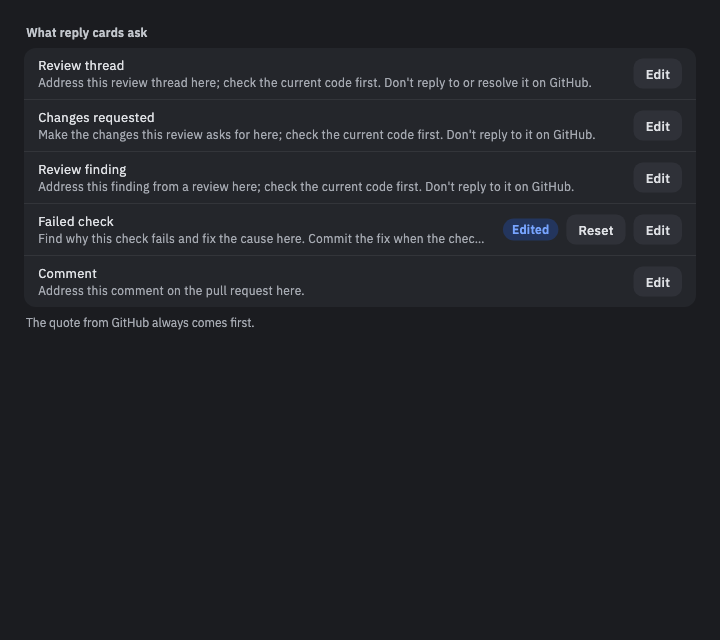 What reply cards ask
Review thread
Address this review thread here; check the current code first. Don't reply to or resolve it on GitHub.
Edit
Changes requested
Make the changes this review asks for here; check the current code first. Don't reply to it on GitHub.
Edit
Review finding
Address this finding from a review here; check the current code first. Don't reply to it on GitHub.
Edit
Failed check
Find why this check fails and fix the cause here. Commit the fix when the chec...
Edited
Reset
Edit
Comment
Address this comment on the pull request here.
Edit
The quote from GitHub always comes first.